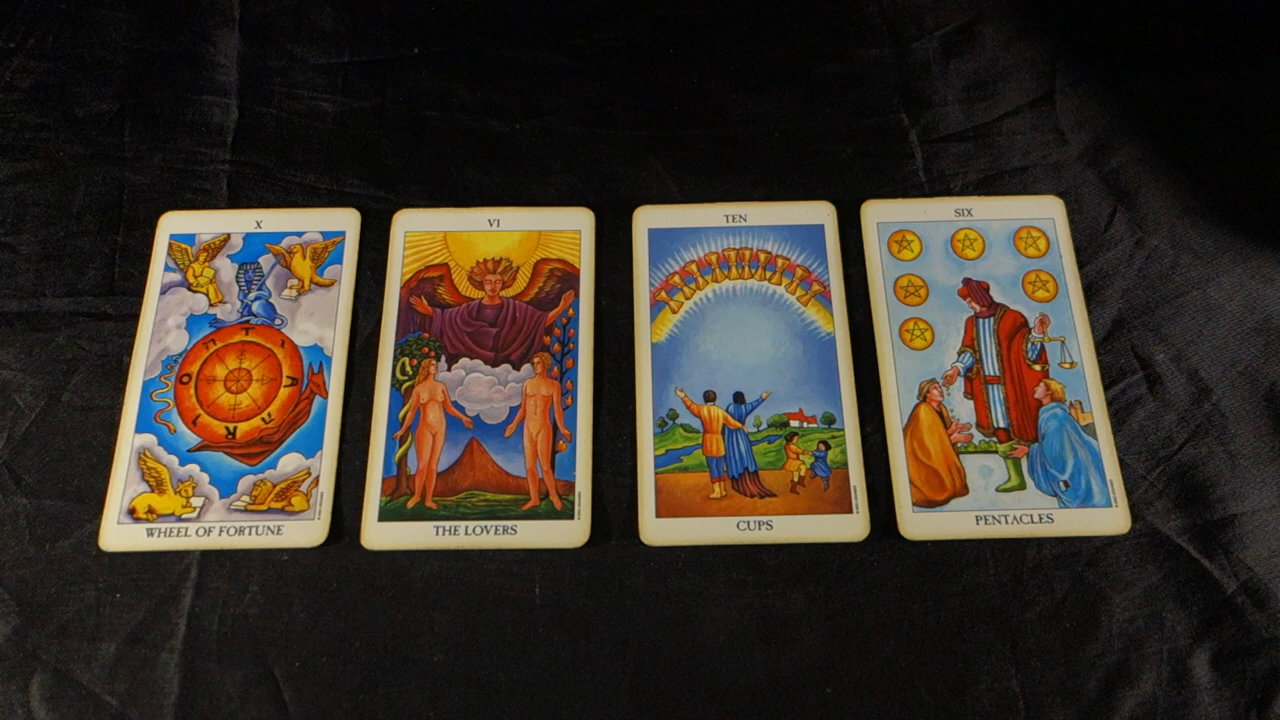 X
WHEEL OF FORTUNE
VI
THE LOVERS
TEN
CUPS
SIX
PENTACLES